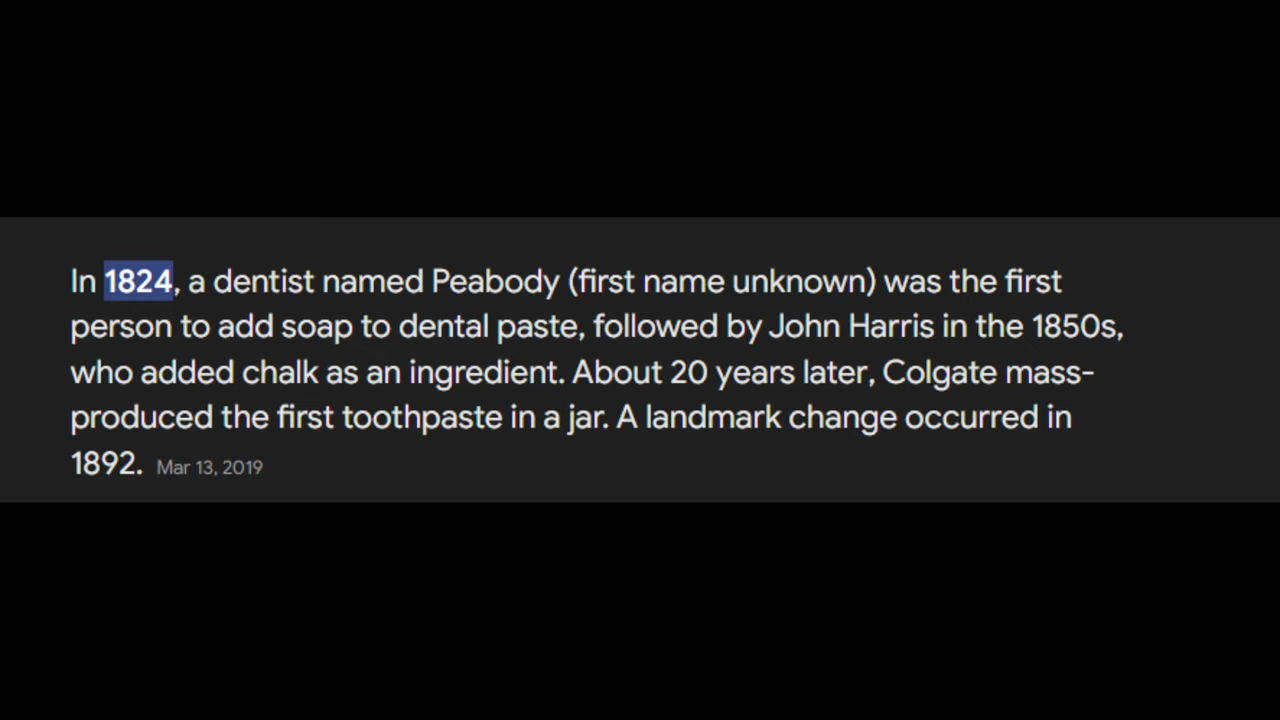 In 1824, a dentist named Peabody (first name unknown) was the first
person to add soap to dental paste, followed by John Harris in the 1850s,
who added chalk as an ingredient. About 20 years later, Colgate mass-
produced the first toothpaste in a jar. A landmark change occurred in
1892. Mar 13, 2019